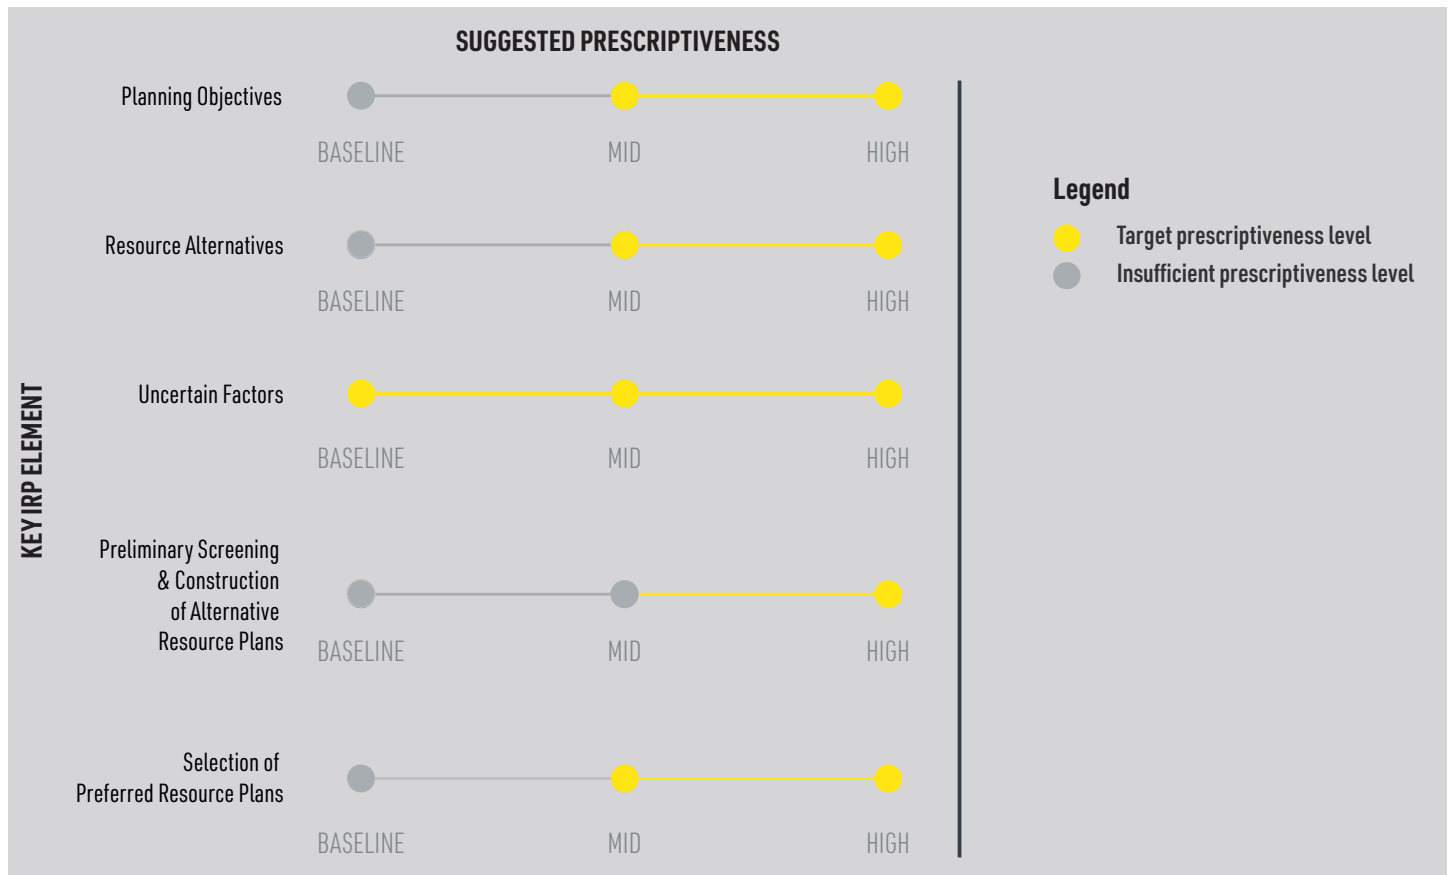 SUGGESTED PRESCRIPTIVENESS
KEY IRP ELEMENT
Planning Objectives
BASELINE MID HIGH
Resource Alternatives
BASELINE MID HIGH
Uncertain Factors
BASELINE MID HIGH
Preliminary Screening
& Construction
of Alternative
Resource Plans
BASELINE MID HIGH
Selection of
Preferred Resource Plans
BASELINE MID HIGH
Legend
Target prescriptiveness level
Insufficient prescriptiveness level